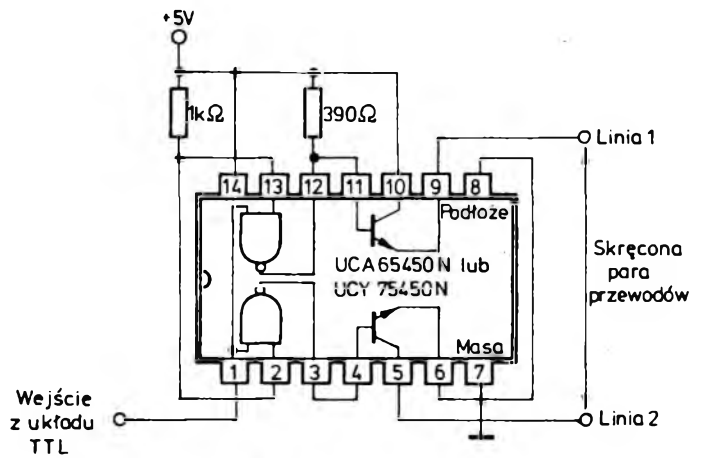 +5V
1kΩ
390Ω
14 13 12 11 10 9 8
Linia 1
Podłoże
UCA 65450 N lub
UCY 75450N
Skręcona
para
przewodów
Masa
1 2 3 4 5 6 7
Wejście
z układu
TTL
Linia 2